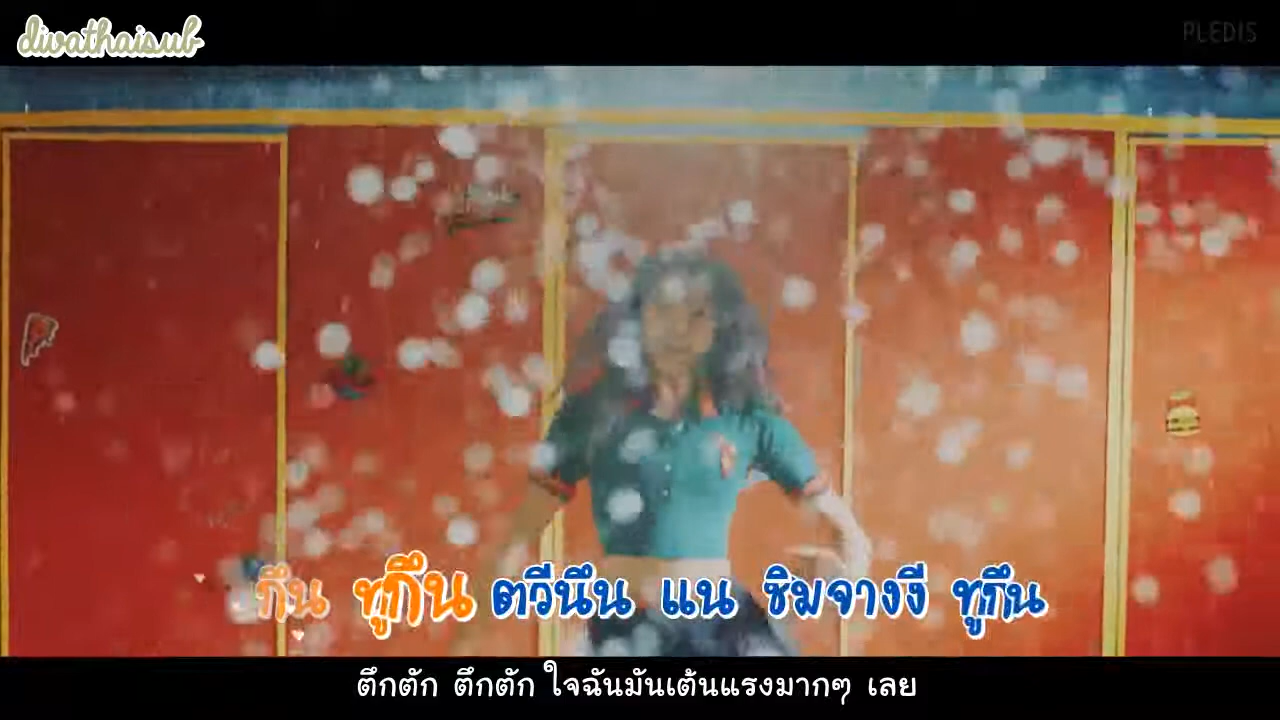 divathaisub
PLEDIS
กึน ทูกึน ตวีนึน แน ชิมจางงี ทูกึน
ตึกตัก ตึกตัก ใจฉันมันเต้นแรงมากๆ เลย